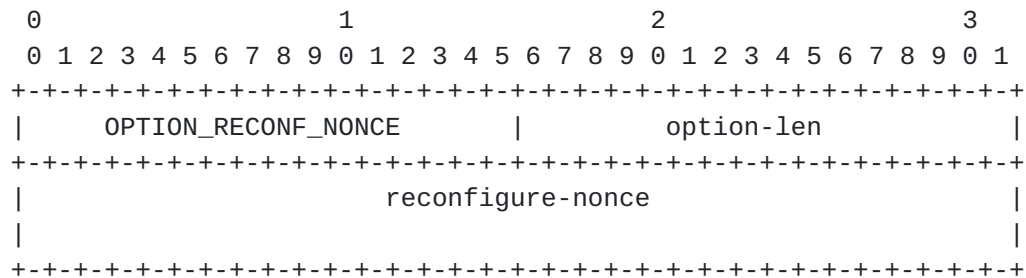 0                   1                   2                   3
 0 1 2 3 4 5 6 7 8 9 0 1 2 3 4 5 6 7 8 9 0 1 2 3 4 5 6 7 8 9 0 1
+-+-+-+-+-+-+-+-+-+-+-+-+-+-+-+-+-+-+-+-+-+-+-+-+-+-+-+-+-+-+-+-+
|     OPTION_RECONF_NONCE       |         option-len            |
+-+-+-+-+-+-+-+-+-+-+-+-+-+-+-+-+-+-+-+-+-+-+-+-+-+-+-+-+-+-+-+-+
|                       reconfigure-nonce                       |
|                                                               |
+-+-+-+-+-+-+-+-+-+-+-+-+-+-+-+-+-+-+-+-+-+-+-+-+-+-+-+-+-+-+-+-+